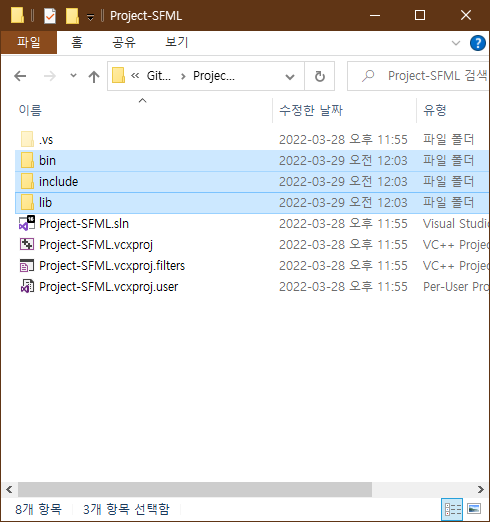 Project-SFML
파일 홈 공유 보기
Git... Projec... Project-SFML 검색
이름 수정한 날짜 유형
.vs 2022-03-28 오후 11:55 파일 폴더
bin 2022-03-29 오전 12:03 파일 폴더
include 2022-03-29 오전 12:03 파일 폴더
lib 2022-03-29 오전 12:03 파일 폴더
Project-SFML.sln 2022-03-28 오후 11:55 Visual Studio
Project-SFML.vcxproj 2022-03-28 오후 11:55 VC++ Proje
Project-SFML.vcxproj.filters 2022-03-28 오후 11:55 VC++ Proje
Project-SFML.vcxproj.user 2022-03-28 오후 11:55 Per-User Pro
8개 항목 3개 항목 선택함